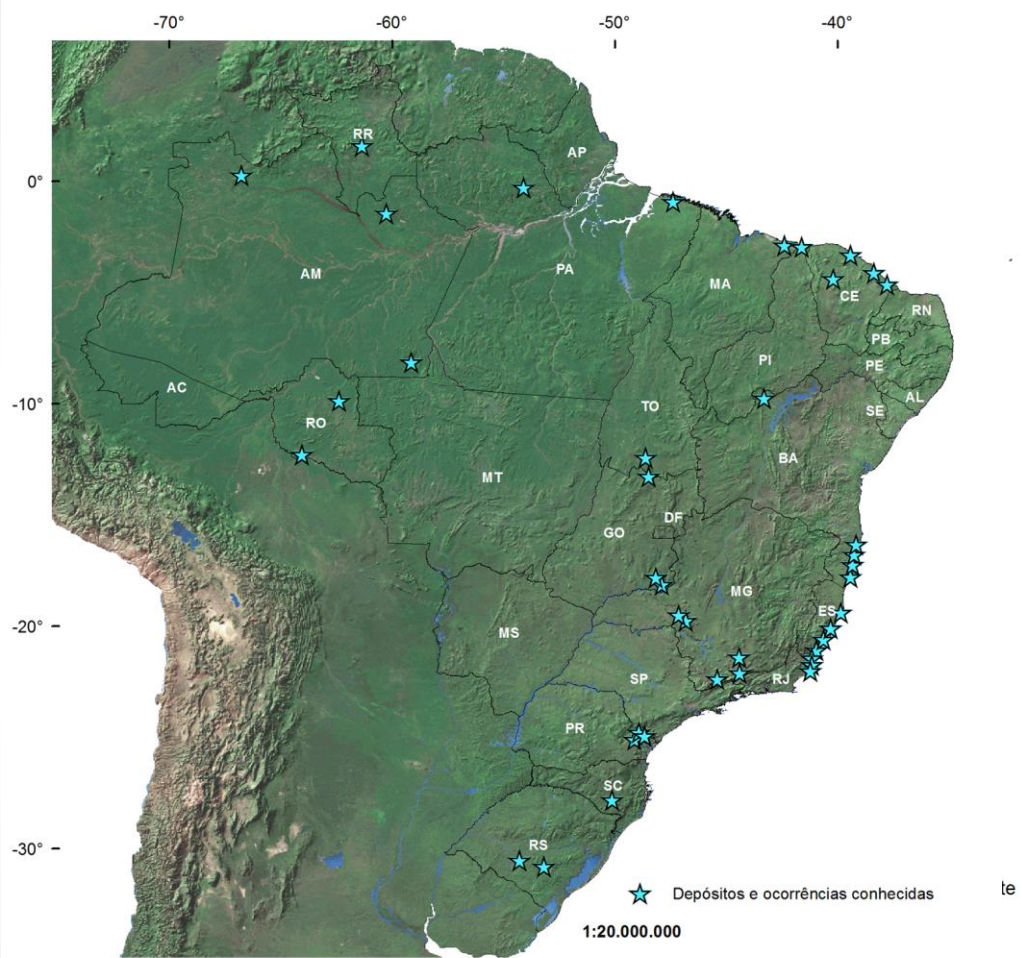 -70° -60° -50° -40°
RR
AP
0°
AM
PA
MA
CE
RN
PB
PI
PE
AC
AL
TO
SE
-10°
RO
BA
MT
DF
GO
MG
ES
-20°
MS
SP
RJ
PR
SC
RS
-30°
Depósitos e ocorrências conhecidas
te
1:20.000.000